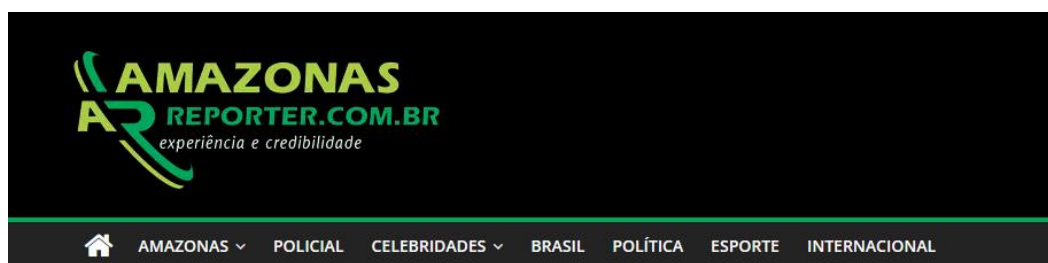 AMAZONAS
AR REPORTER.COM.BR
experiência e credibilidade
AMAZONAS POLICIAL CELEBRIDADES BRASIL POLÍTICA ESPORTE INTERNACIONAL